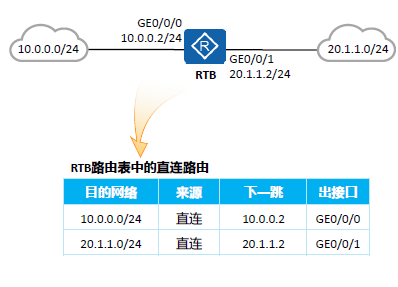 GE0/0/0
10.0.0.2/24
10.0.0.0/24
R
20.1.1.0/24
GE0/0/1
RTB
20.1.1.2/24
RTB路由表中的直连路由
目的网络 来源 下一跳 出接口
10.0.0.0/24 直连 10.0.0.2 GE0/0/0
20.1.1.0/24 直连 20.1.1.2 GE0/0/1